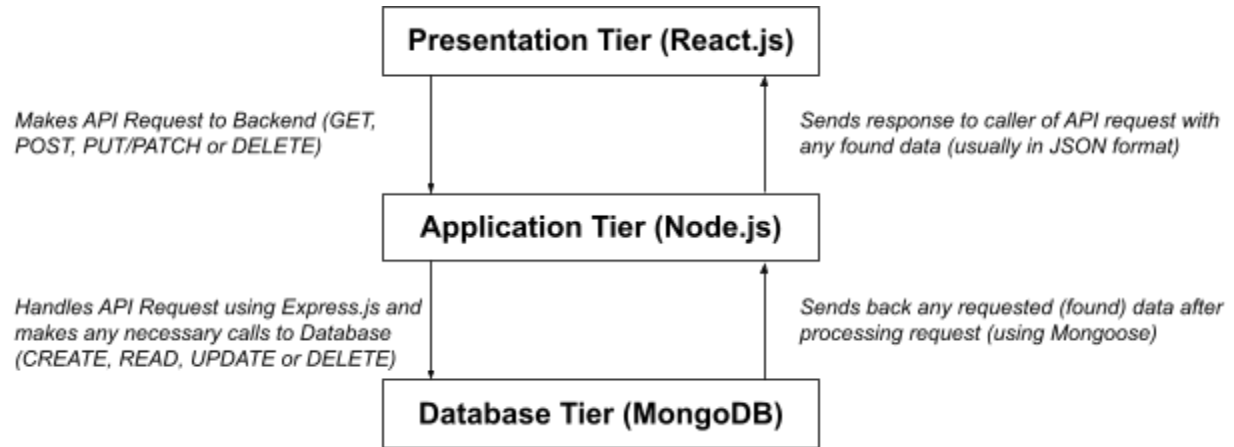 Presentation Tier (React.js)
Makes API Request to Backend (GET,
POST, PUT/PATCH or DELETE)
Sends response to caller of API request with
any found data (usually in JSON format)
Application Tier (Node.js)
Handles API Request using Express.js and
makes any necessary calls to Database
(CREATE, READ, UPDATE or DELETE)
Sends back any requested (found) data after
processing request (using Mongoose)
Database Tier (MongoDB)